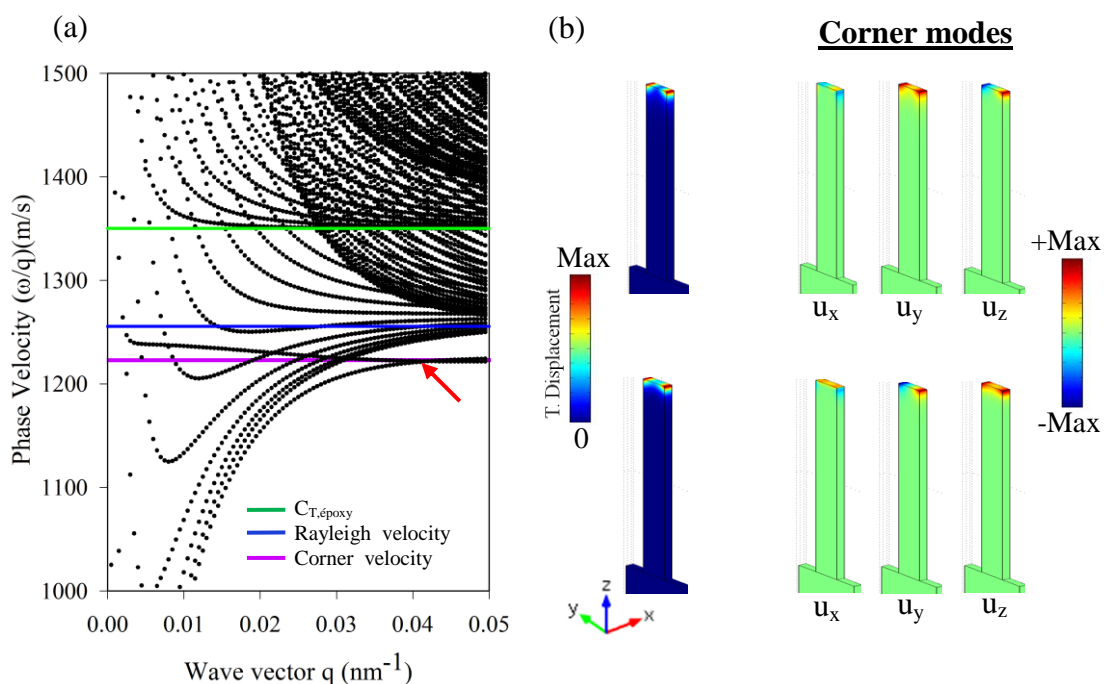 (a)
1500
1400
1300
1200
1100
1000
Phase Velocity (ω/q)(m/s)
C_T,époxy
Rayleigh velocity
Corner velocity
0.00 0.01 0.02 0.03 0.04 0.05
Wave vector q (nm⁻¹)
(b)
Corner modes
Max
T. Displacement
0
u_x u_y u_z
+Max
-Max
u_x u_y u_z
z
y
x